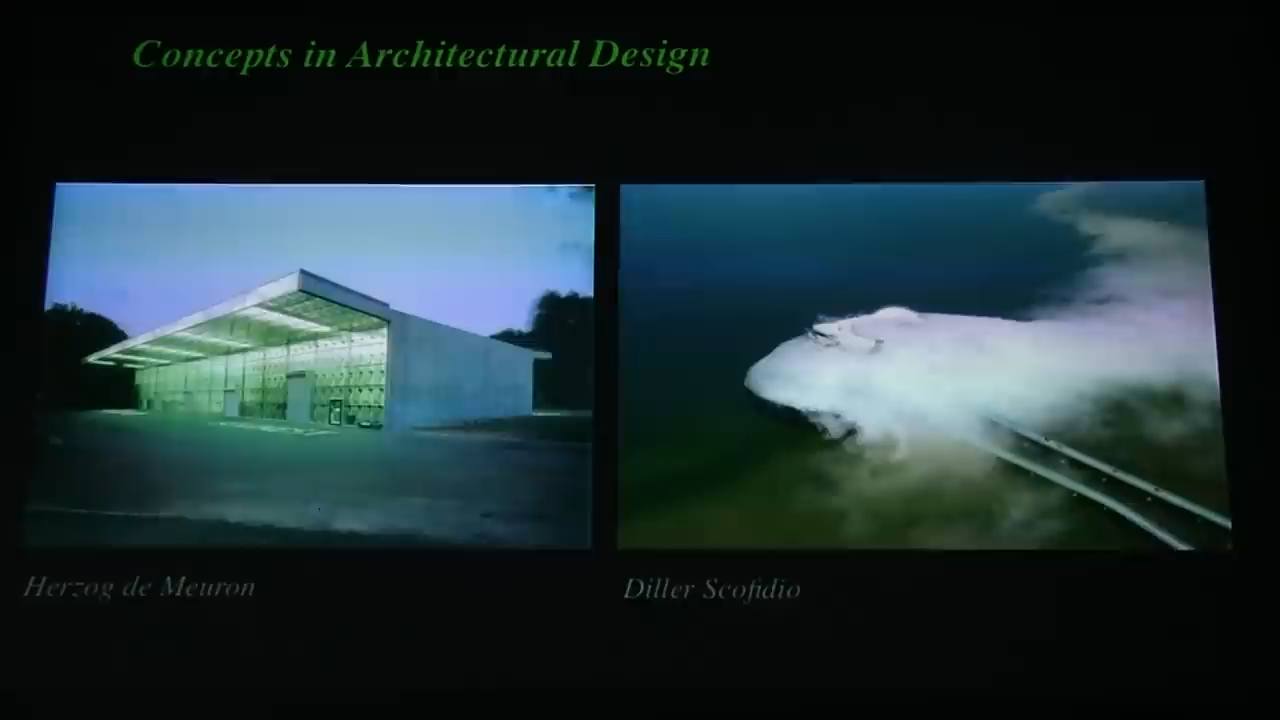 Concepts in Architectural Design
Herzog de Meuron
Diller Scofidio